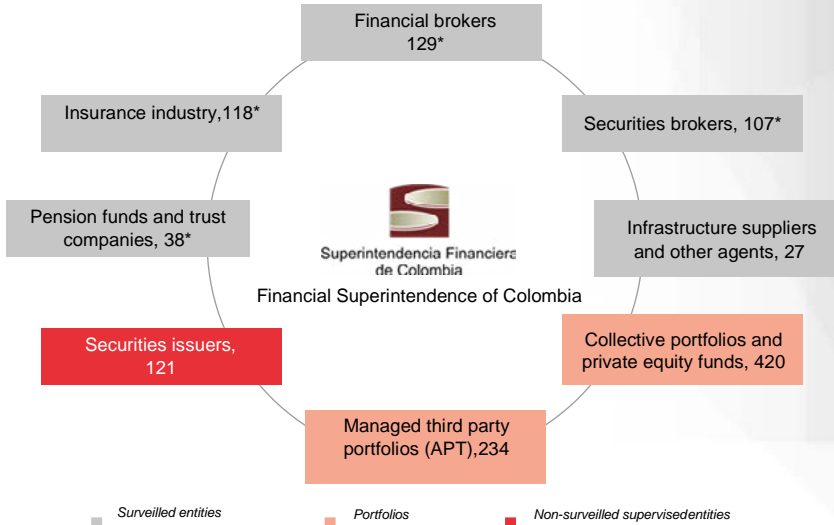 Financial brokers
129*
Insurance industry,118*
Securities brokers, 107*
Pension funds and trust
companies, 38*
Superintendencia Financiera
de Colombia
Financial Superintendence of Colombia
Infrastructure suppliers
and other agents, 27
Securities issuers,
121
Collective portfolios and
private equity funds, 420
Managed third party
portfolios (APT),234
Surveilled entities
Portfolios
Non-surveilled supervisedentities